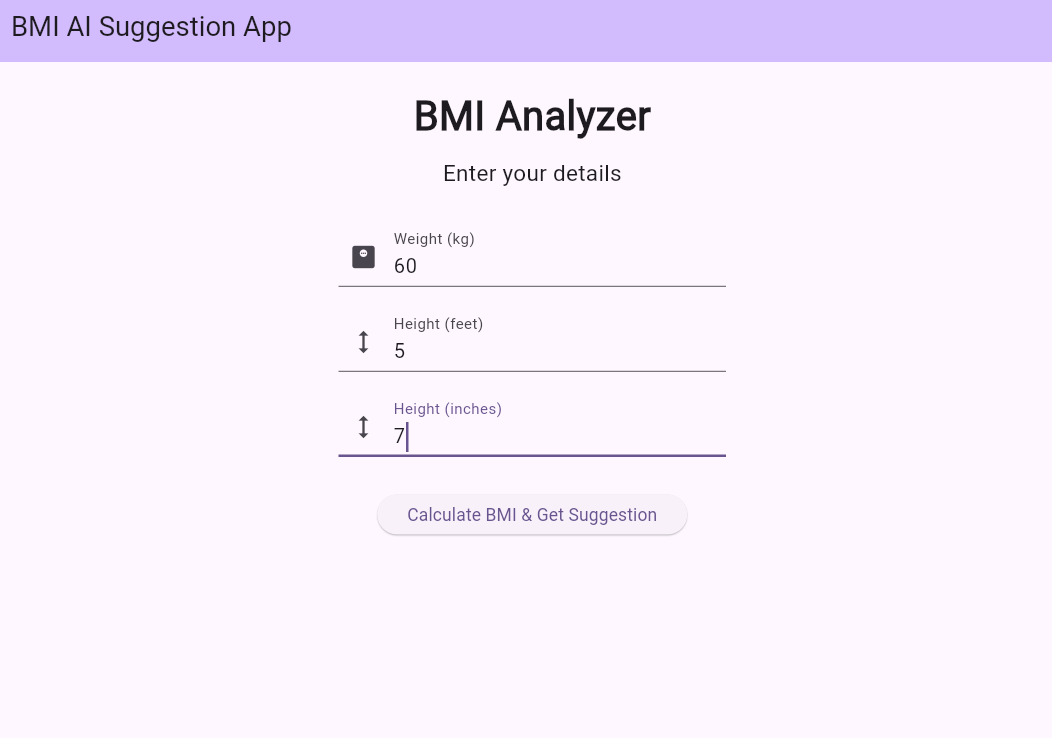 BMI AI Suggestion App
BMI Analyzer
Enter your details
Weight (kg)
60
Height (feet)
5
Height (inches)
7
Calculate BMI & Get Suggestion